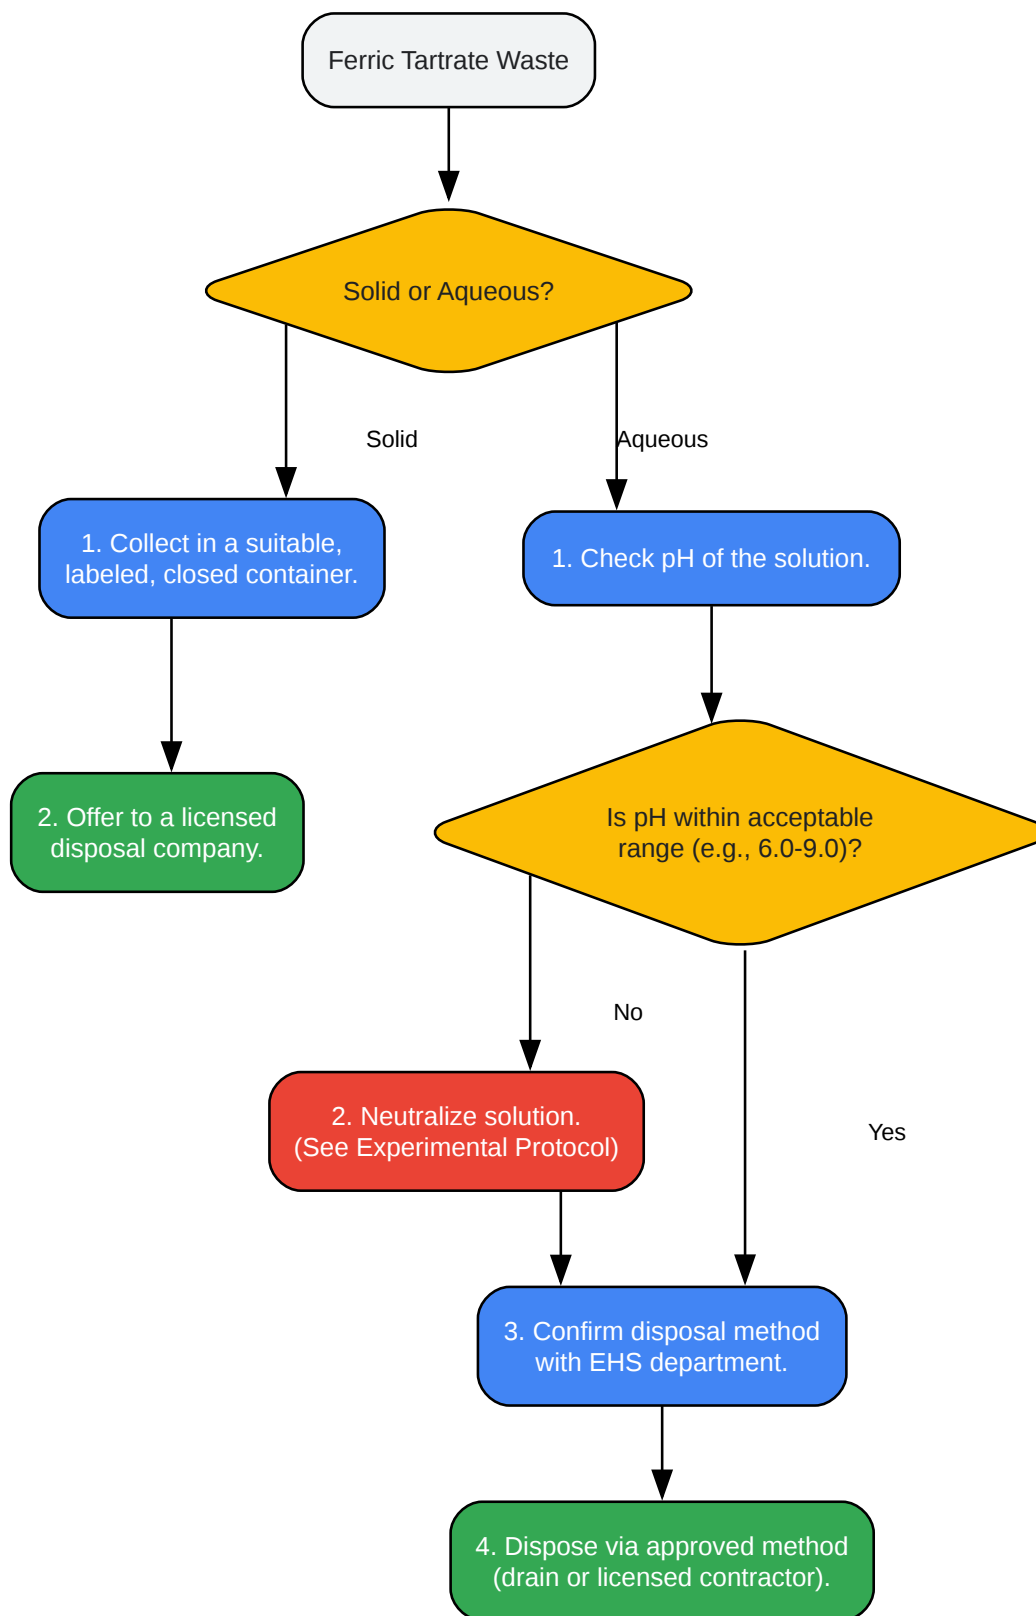 Ferric Tartrate Waste
Solid or Aqueous?
Solid
Aqueous
1. Collect in a suitable,
labeled, closed container.
1. Check pH of the solution.
2. Offer to a licensed
disposal company.
Is pH within acceptable
range (e.g., 6.0-9.0)?
No
2. Neutralize solution.
(See Experimental Protocol)
Yes
3. Confirm disposal method
with EHS department.
4. Dispose via approved method
(drain or licensed contractor).